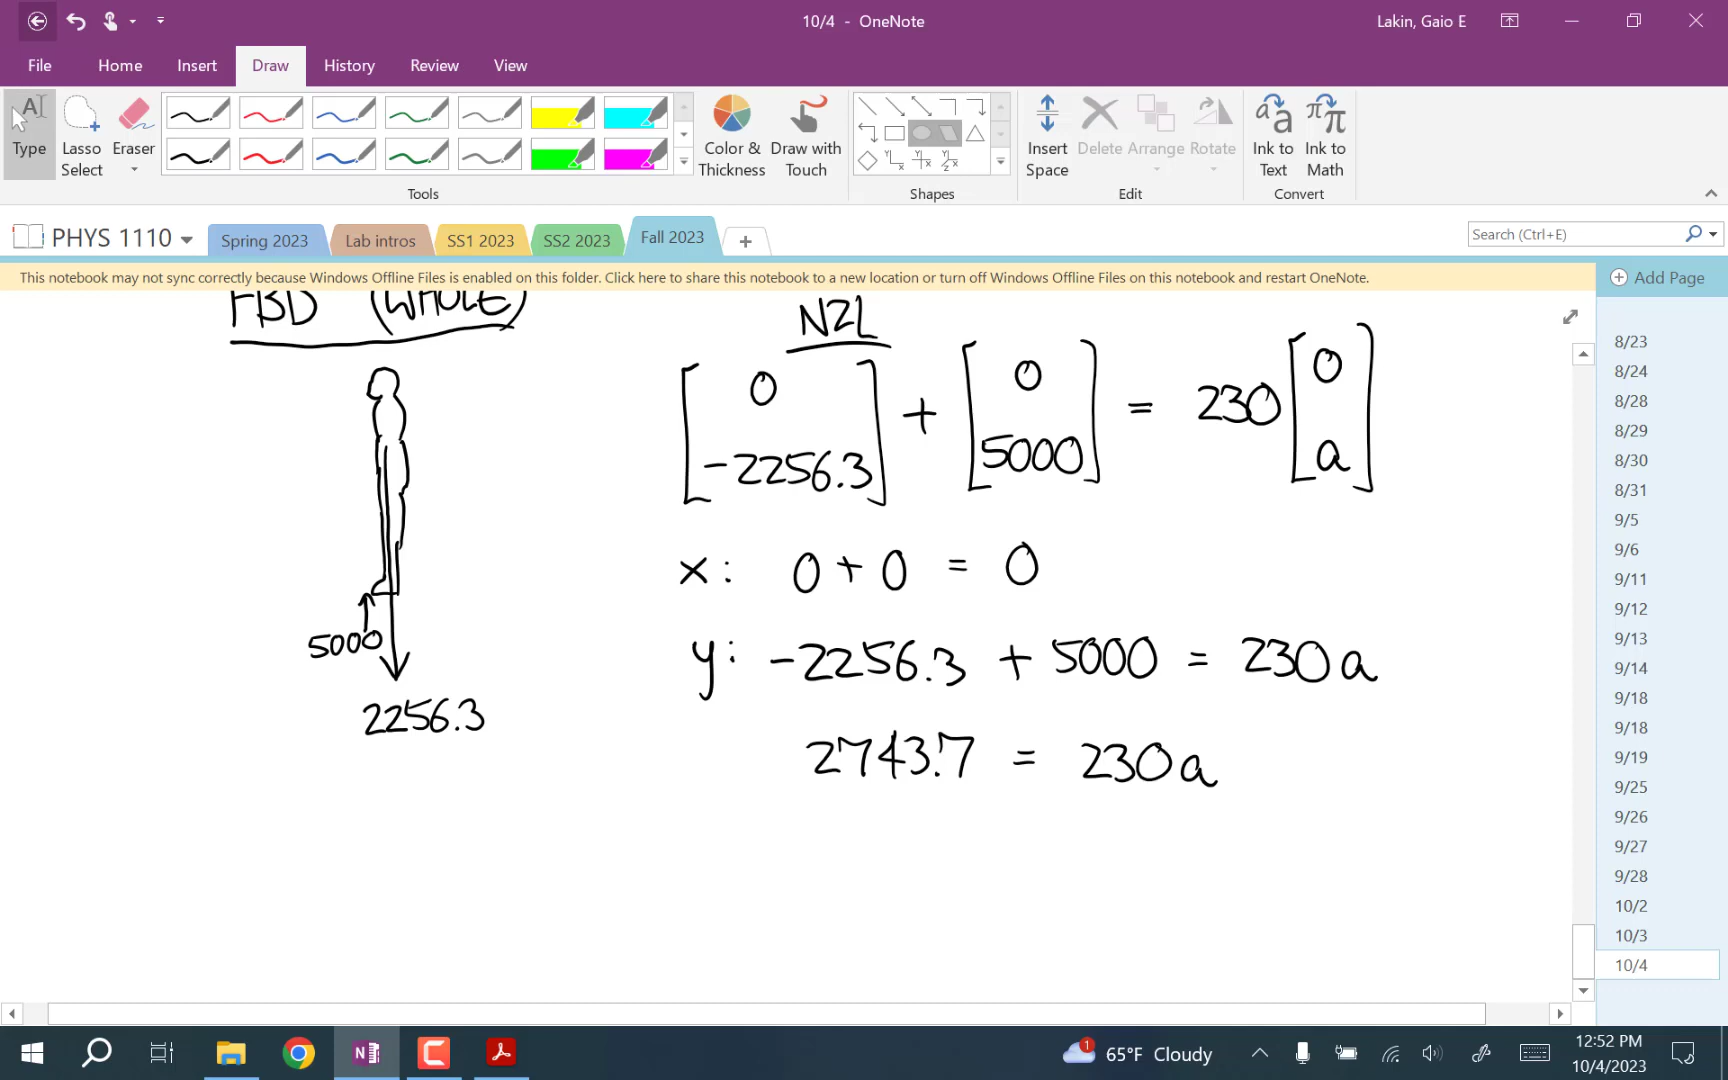 10/4 - OneNote
Lakin, Gaio E
File Home Insert Draw History Review View
Type
Lasso Select
Eraser
Color & Thickness
Draw with Touch
Insert Space
Delete
Arrange
Rotate
Ink to Text
Ink to Math
Tools
Shapes
Edit
Convert
PHYS 1110
Spring 2023
Lab intros
SS1 2023
SS2 2023
Fall 2023
Search (Ctrl+E)
This notebook may not sync correctly because Windows Offline Files is enabled on this folder. Click here to share this notebook to a new location or turn off Windows Offline Files on this notebook and restart OneNote.
Add Page
8/23
8/24
8/28
8/29
8/30
8/31
9/5
9/6
9/11
9/12
9/13
9/14
9/18
9/18
9/19
9/25
9/26
9/27
9/28
10/2
10/3
10/4
FBD (WHOLE)
5000
2256.3
N2L
[0 -2256.3] + [0 5000] = 230 [0 a]
x: 0 + 0 = 0
y: -2256.3 + 5000 = 230 a
2743.7 = 230 a
1
65°F Cloudy
12:52 PM
10/4/2023